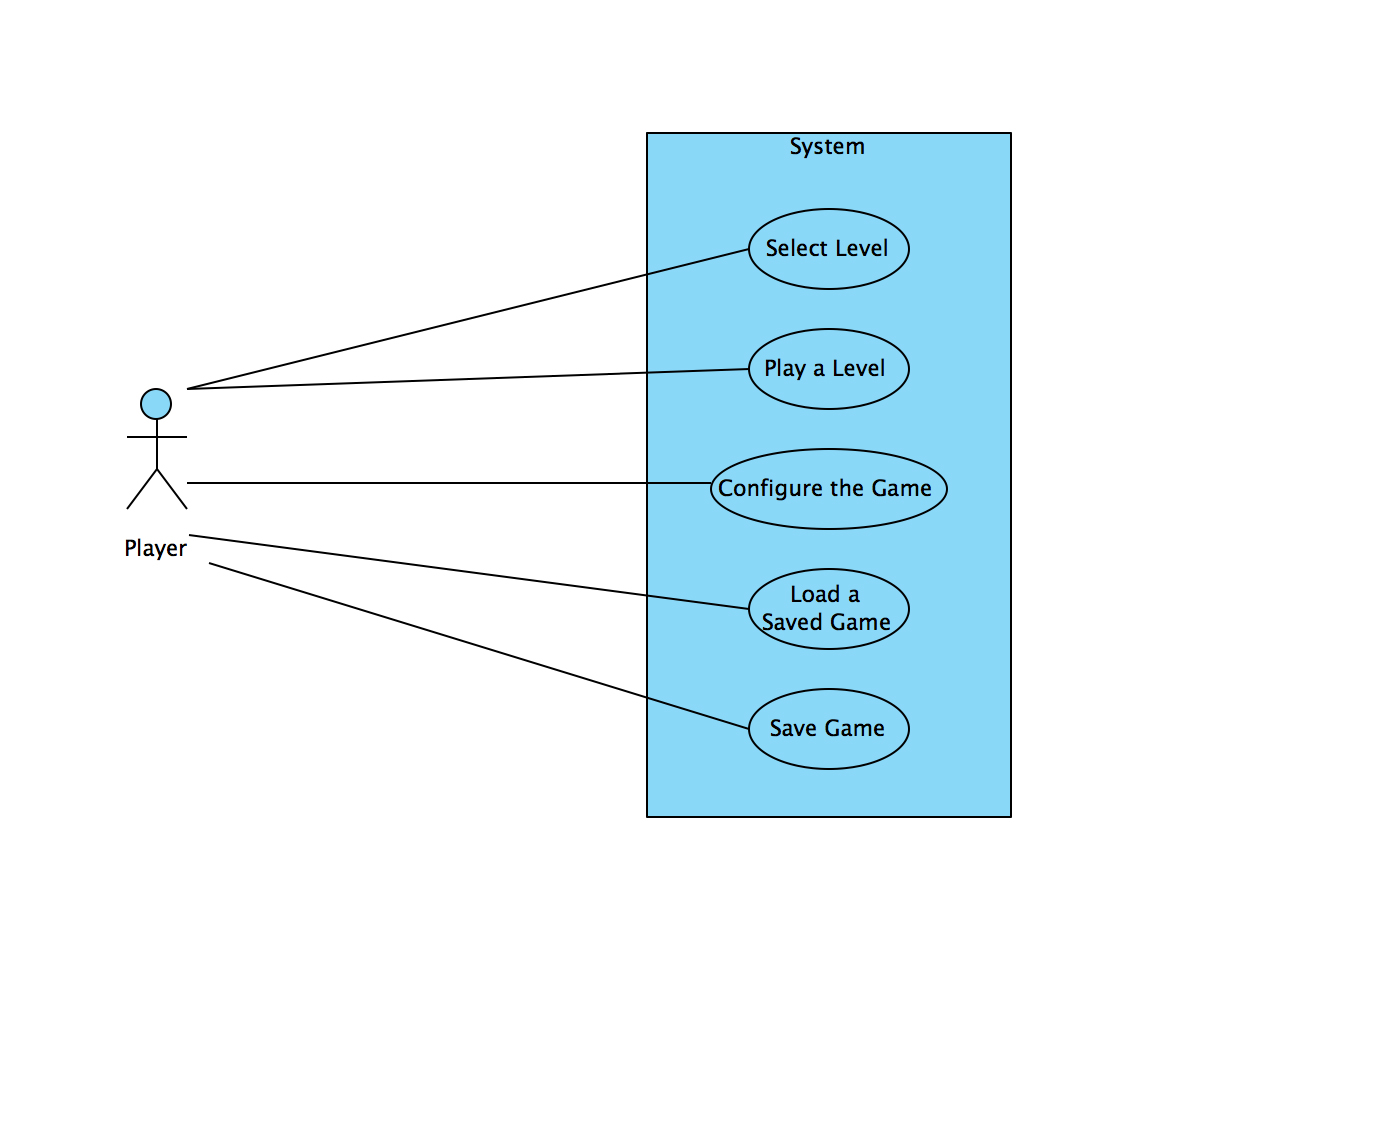 System
Select Level
Play a Level
Configure the Game
Load a
Saved Game
Save Game
Player